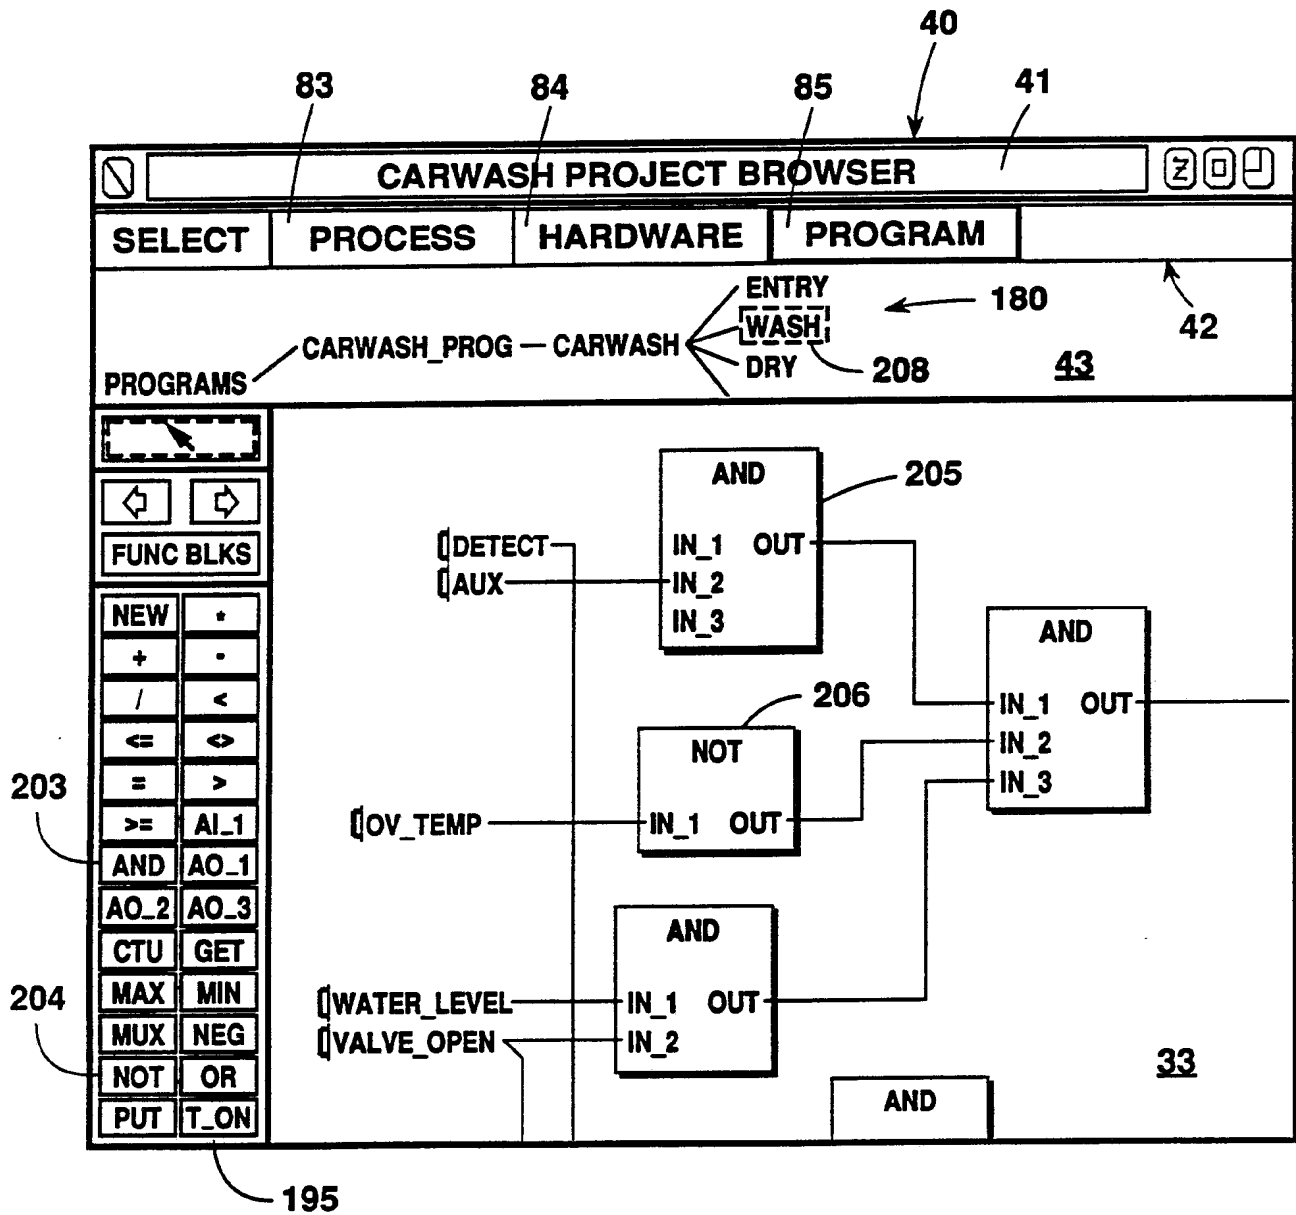 40
83 84 85 41
CARWASH PROJECT BROWSER
SELECT PROCESS HARDWARE PROGRAM
ENTRY
180
WASH
42
CARWASH_PROG CARWASH
DRY 208 43
PROGRAMS
AND
205
FUNC BLKS
DETECT IN_1 OUT
AUX IN_2
IN_3
NEW *
+ -
/ <
<= <>
= >
>= AI_1
AND AO_1
AO_2 AO_3
CTU GET
MAX MIN
MUX NEG
NOT OR
PUT T_ON
203
204
195
AND
IN_1 OUT
IN_2
IN_3
206
NOT
OV_TEMP IN_1 OUT
AND
WATER_LEVEL IN_1 OUT
VALVE_OPEN IN_2
33
AND